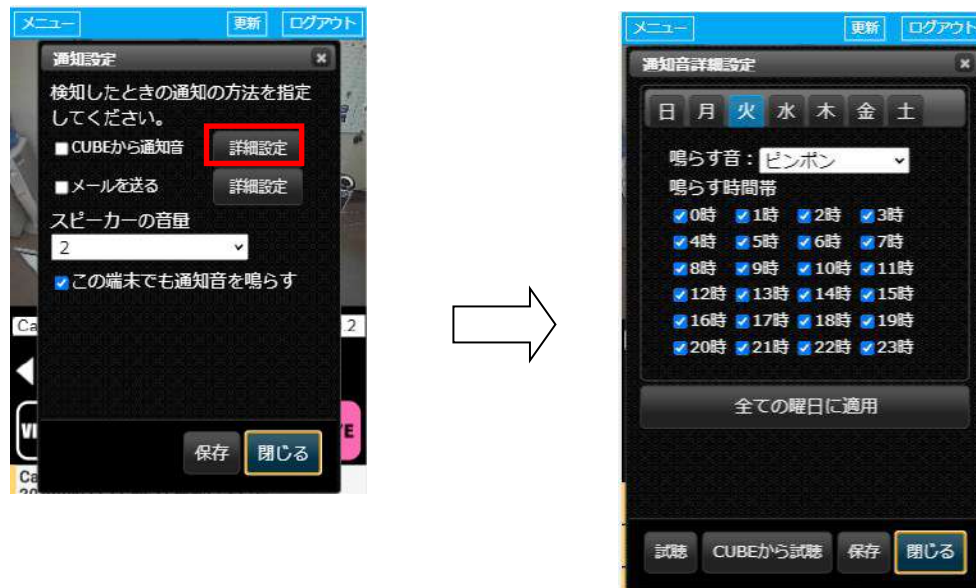 メニュー 更新 ログアウト
通知設定
検知したときの通知の方法を指定
してください。
CUBEから通知音 詳細設定
メールを送る 詳細設定
スピーカーの音量
2
この端末でも通知音を鳴らす
Ca .2
VI E
保存 閉じる
Ca
メニュー 更新 ログアウト
通知音詳細設定
日 月 火 水 木 金 土
鳴らす音：ピンポン
鳴らす時間帯
0時 1時 2時 3時
4時 5時 6時 7時
8時 9時 10時 11時
12時 13時 14時 15時
16時 17時 18時 19時
20時 21時 22時 23時
全ての曜日に適用
試聴 CUBEから試聴 保存 閉じる